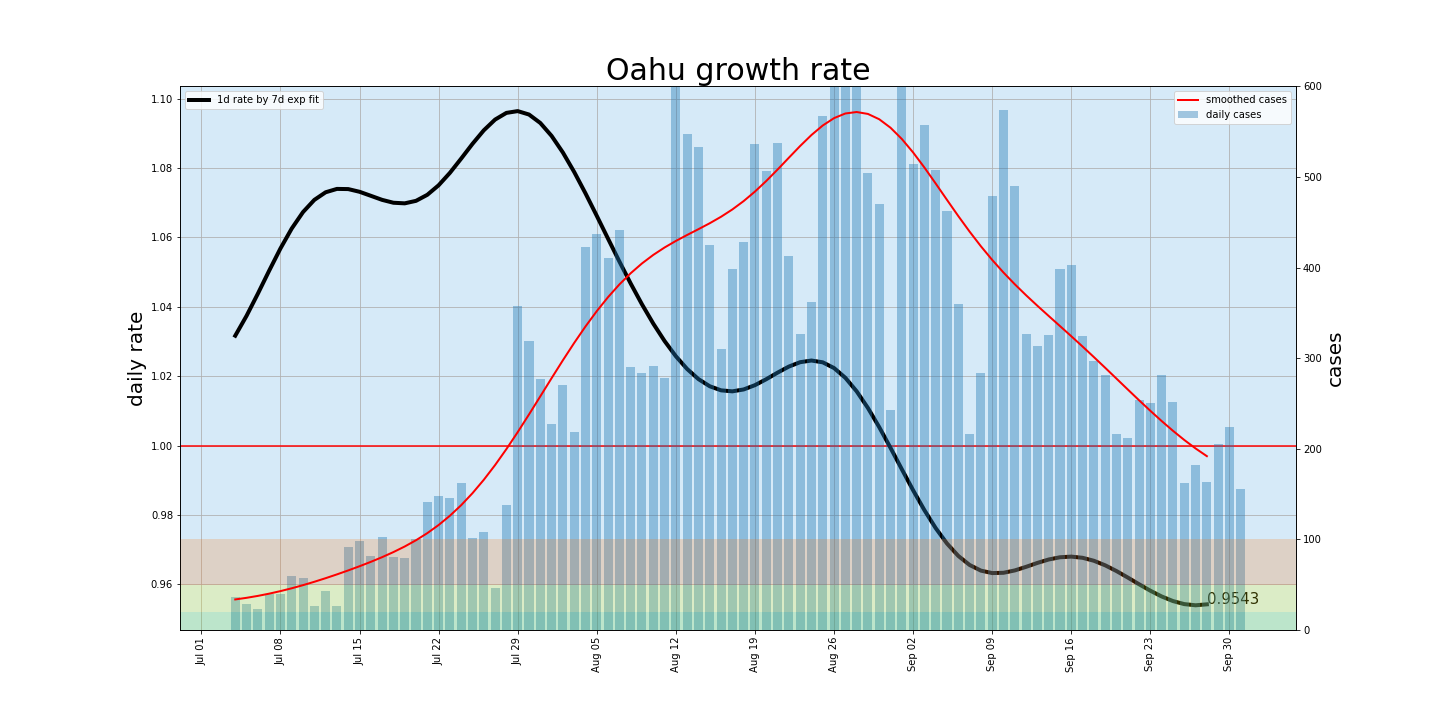 Oahu growth rate
1d rate by 7d exp fit
smoothed cases
daily cases
daily rate
1.10
1.08
1.06
1.04
1.02
1.00
0.98
0.96
600
500
400
300
200
100
0
cases
0.9543
Jul 01
Jul 08
Jul 15
Jul 22
Jul 29
Aug 05
Aug 12
Aug 19
Aug 26
Sep 02
Sep 09
Sep 16
Sep 23
Sep 30